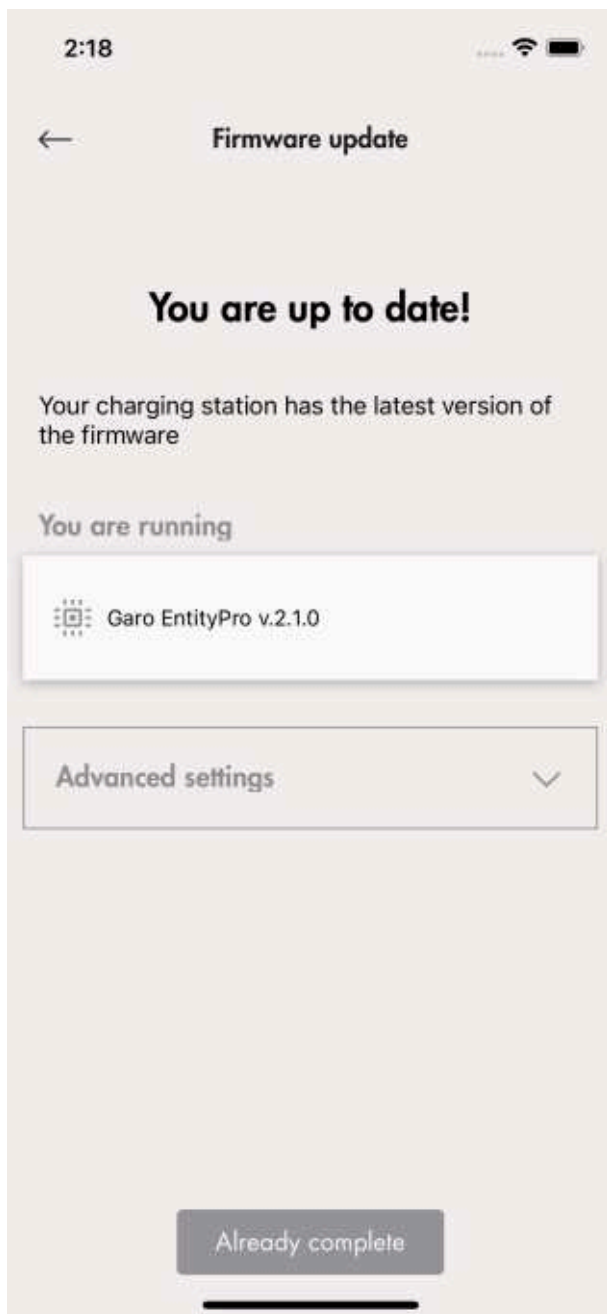 2:18
Firmware update
You are up to date!
Your charging station has the latest version of
the firmware
You are running
Garo EntityPro v.2.1.0
Advanced settings
Already complete